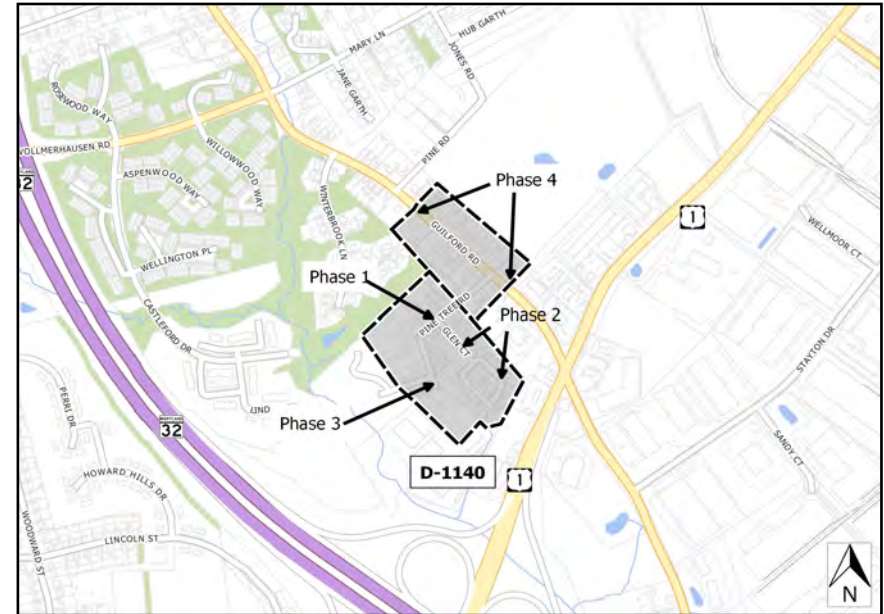 HUB GARTH
MARY LN
JONES RD
JANE GARTH
ROSEWOOD WAY
WILLOWWOOD WAY
VOLLMERHAUSEN RD
PINE RD
32
ASPENWOOD WAY
WINTERBROOK LN
Phase 4
WELLMOOR CT
1
GUILFORD RD
WELLINGTON PL
Phase 1
PINE TREE RD
CASTLEFORD DR
Phase 2
GLEN CT
STAYTON DR
PERRI DR
UND
MARYLAND
32
Phase 3
SANDY CT
D-1140
1
HOWARD HILLS DR
WOODWARD ST
LINCOLN ST
N